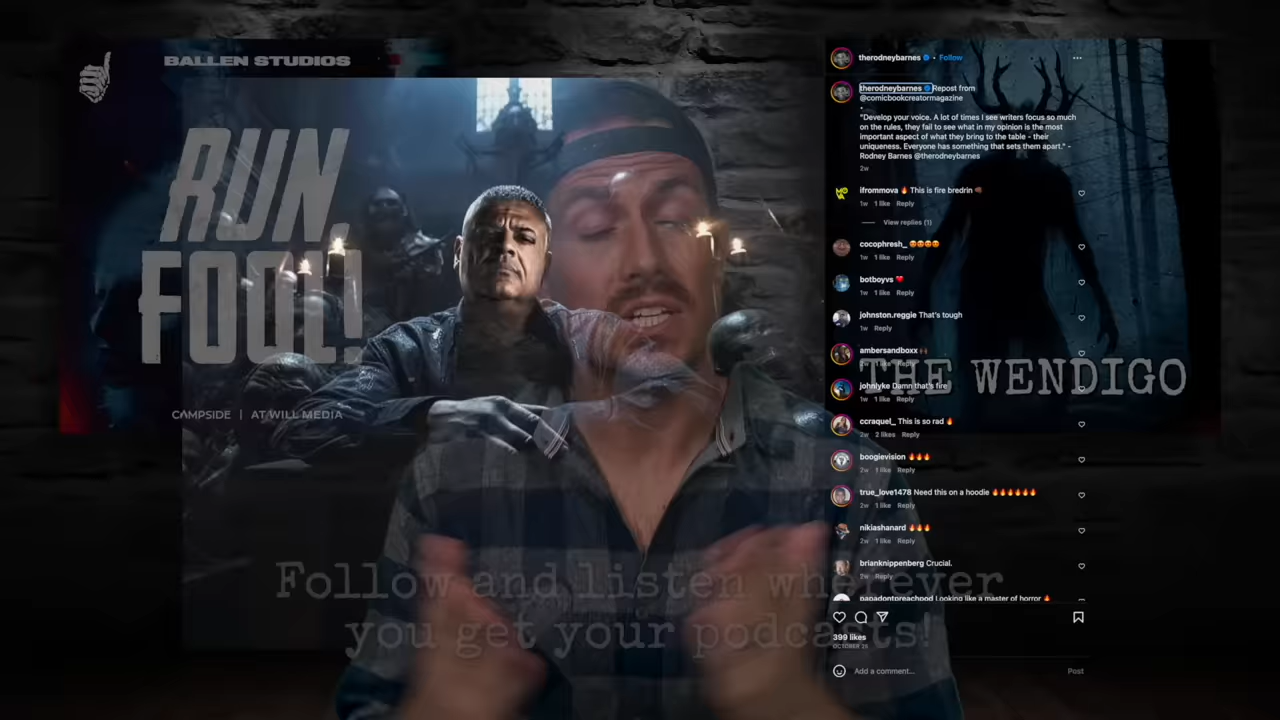 BALLEN STUDIOS
RUN,
FOOL!
CAMPSIDE | AT WILL MEDIA
therodneybarnes • Follow
therodneybarnes Repost from
@comicbookcreatormagazine
.
"Develop your voice. A lot of times I see writers focus so much
on the rules, they fail to see what in my opinion is the most
important aspect of what they bring to the table - their
uniqueness. Everyone has something that sets them apart." -
Rodney Barnes @therodneybarnes
2w
ifrommova 🔥 This is fire bredrin 👊🏾
1w 1 like Reply
View replies (1)
cocophresh_ 😍😍😍😍
1w 1 like Reply
botboyvs ❤️
1w 1 like Reply
johnston.reggie That's tough
1w Reply
ambersandboxx 🙌🏾
johnlyke Damn that's fire
1w 1 like Reply
ccraquel_ This is so rad 🔥
2w 2 likes Reply
boogievision 🔥🔥🔥
2w 1 like Reply
true_love1478 Need this on a hoodie 🔥🔥🔥🔥🔥🔥
2w 1 like Reply
nikiashanard 🔥🔥🔥
2w 1 like Reply
brianknippenberg Crucial.
2w Reply
papadontpreachood Looking like a master of horror 🔥
399 likes
Add a comment...
Post
THE WENDIGO
Follow and listen wherever
you get your podcasts!